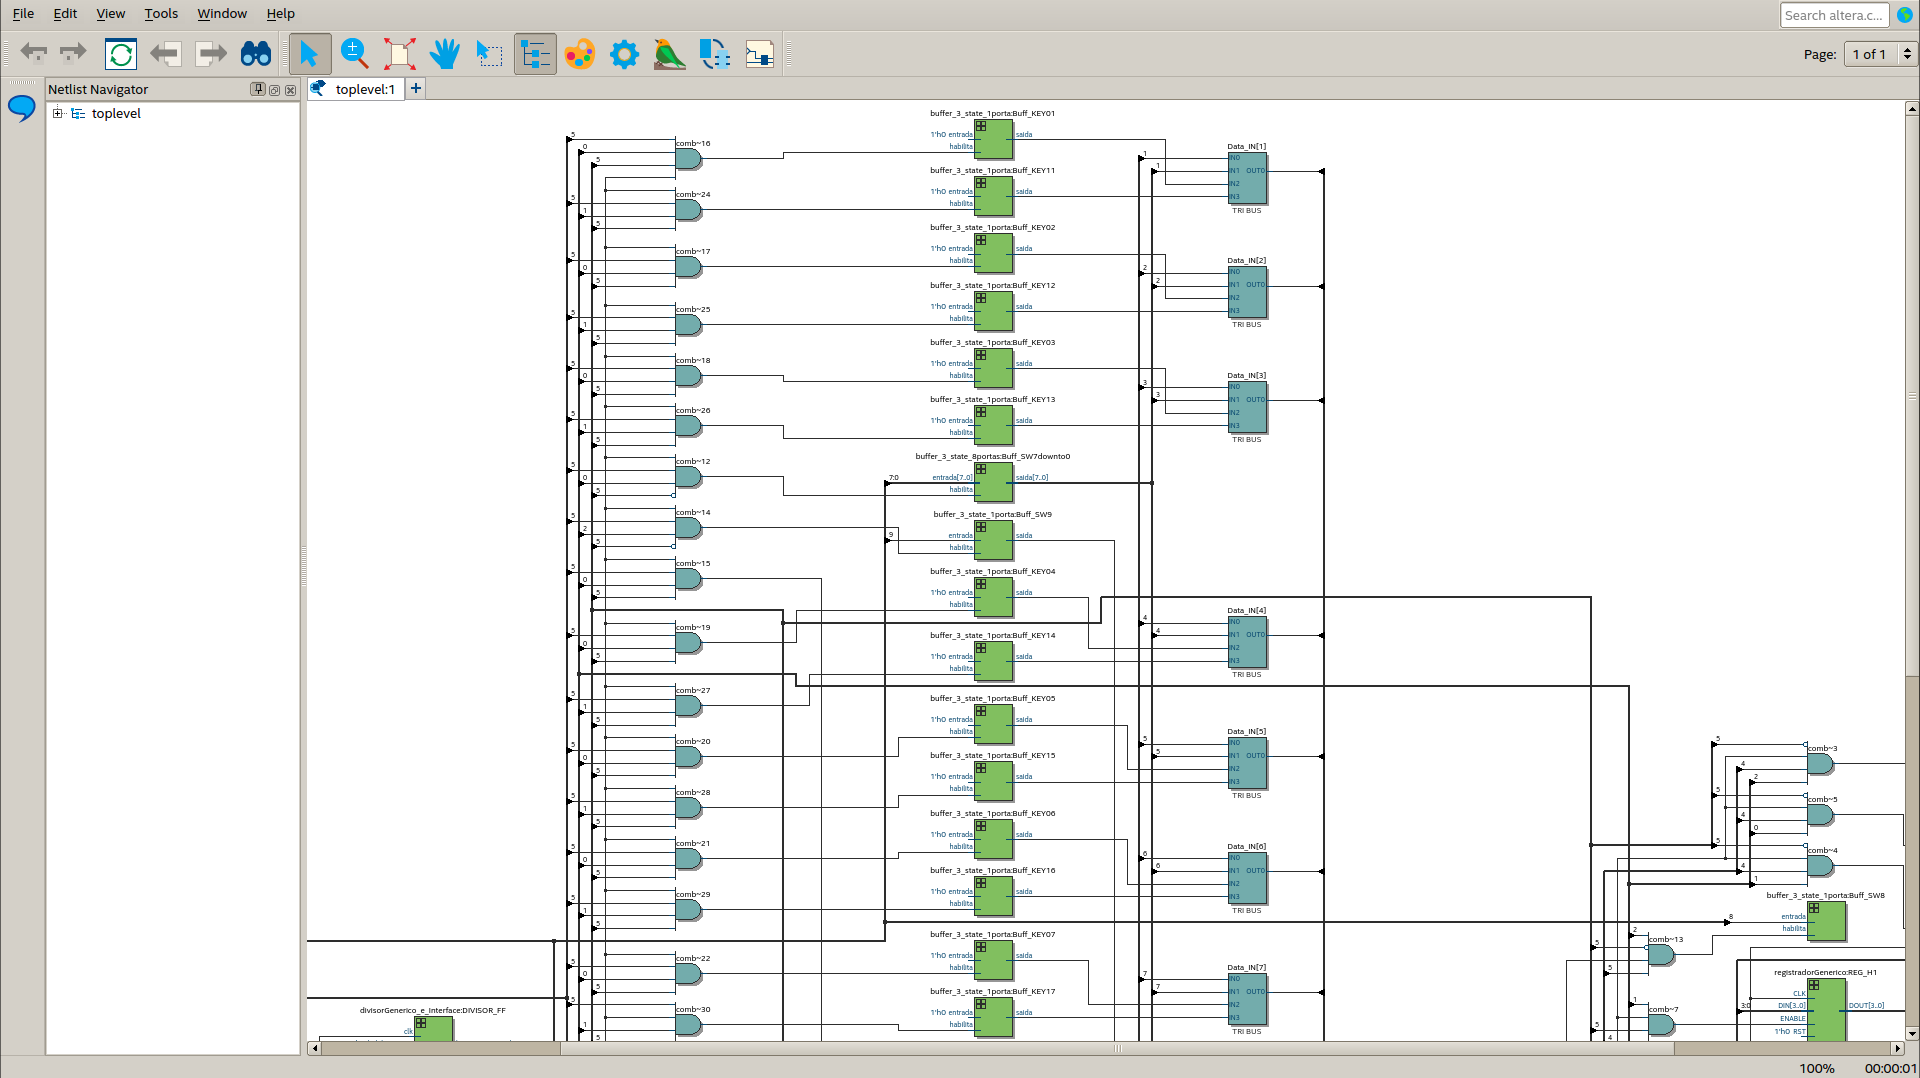 File Edit View Tools Window Help
Search altera.c...
Page: 1 of 1
Netlist Navigator
toplevel
toplevel:1
buffer_3_state_1porta:Buff_KEY01
1'h0 entrada saida
habilita
comb~16
Data_IN[1]
IN0
IN1 OUT0
IN2
IN3
TRI BUS
buffer_3_state_1porta:Buff_KEY11
1'h0 entrada saida
habilita
comb~24
buffer_3_state_1porta:Buff_KEY02
1'h0 entrada saida
habilita
comb~17
Data_IN[2]
IN0
IN1 OUT0
IN2
IN3
TRI BUS
buffer_3_state_1porta:Buff_KEY12
1'h0 entrada saida
habilita
comb~25
buffer_3_state_1porta:Buff_KEY03
1'h0 entrada saida
habilita
comb~18
Data_IN[3]
IN0
IN1 OUT0
IN2
IN3
TRI BUS
buffer_3_state_1porta:Buff_KEY13
1'h0 entrada saida
habilita
comb~26
buffer_3_state_8portas:Buff_SW7downto0
7:0 entrada[7..0] saida[7..0]
habilita
comb~12
buffer_3_state_1porta:Buff_SW9
9 entrada saida
habilita
comb~14
comb~15
buffer_3_state_1porta:Buff_KEY04
1'h0 entrada saida
habilita
comb~19
Data_IN[4]
IN0
IN1 OUT0
IN2
IN3
TRI BUS
buffer_3_state_1porta:Buff_KEY14
1'h0 entrada saida
habilita
comb~27
buffer_3_state_1porta:Buff_KEY05
1'h0 entrada saida
habilita
comb~20
Data_IN[5]
IN0
IN1 OUT0
IN2
IN3
TRI BUS
buffer_3_state_1porta:Buff_KEY15
1'h0 entrada saida
habilita
comb~28
buffer_3_state_1porta:Buff_KEY06
1'h0 entrada saida
habilita
comb~21
Data_IN[6]
IN0
IN1 OUT0
IN2
IN3
TRI BUS
buffer_3_state_1porta:Buff_KEY16
1'h0 entrada saida
habilita
comb~29
buffer_3_state_1porta:Buff_KEY07
1'h0 entrada saida
habilita
comb~22
Data_IN[7]
IN0
IN1 OUT0
IN2
IN3
TRI BUS
buffer_3_state_1porta:Buff_KEY17
1'h0 entrada saida
habilita
comb~30
comb~3
comb~5
comb~4
buffer_3_state_1porta:Buff_SW8
8 entrada
habilita
comb~13
registradorGenerico:REG_H1
CLK
3:0 DIN[3..0] DOUT[3..0]
ENABLE
1'h0 RST
comb~7
divisorGenerico_e_Interface:DIVISOR_FF
clk
100% 00:00:01